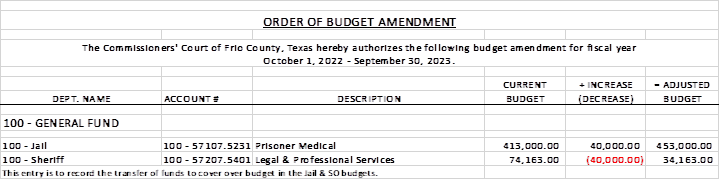 ORDER OF BUDGET AMENDMENT
The Commissioners' Court of Frio County, Texas hereby authorizes the following budget amendment for fiscal year
October 1, 2022 - September 30, 2023.
CURRENT + INCREASE = ADJUSTED
DEPT. NAME ACCOUNT # DESCRIPTION BUDGET (DECREASE) BUDGET
100 - GENERAL FUND
100 - Jail 100 - 57107.5231 Prisoner Medical 413,000.00 40,000.00 453,000.00
100 - Sheriff 100 - 57207.5401 Legal & Professional Services 74,163.00 (40,000.00) 34,163.00
This entry is to record the transfer of funds to cover over budget in the Jail & SO budgets.